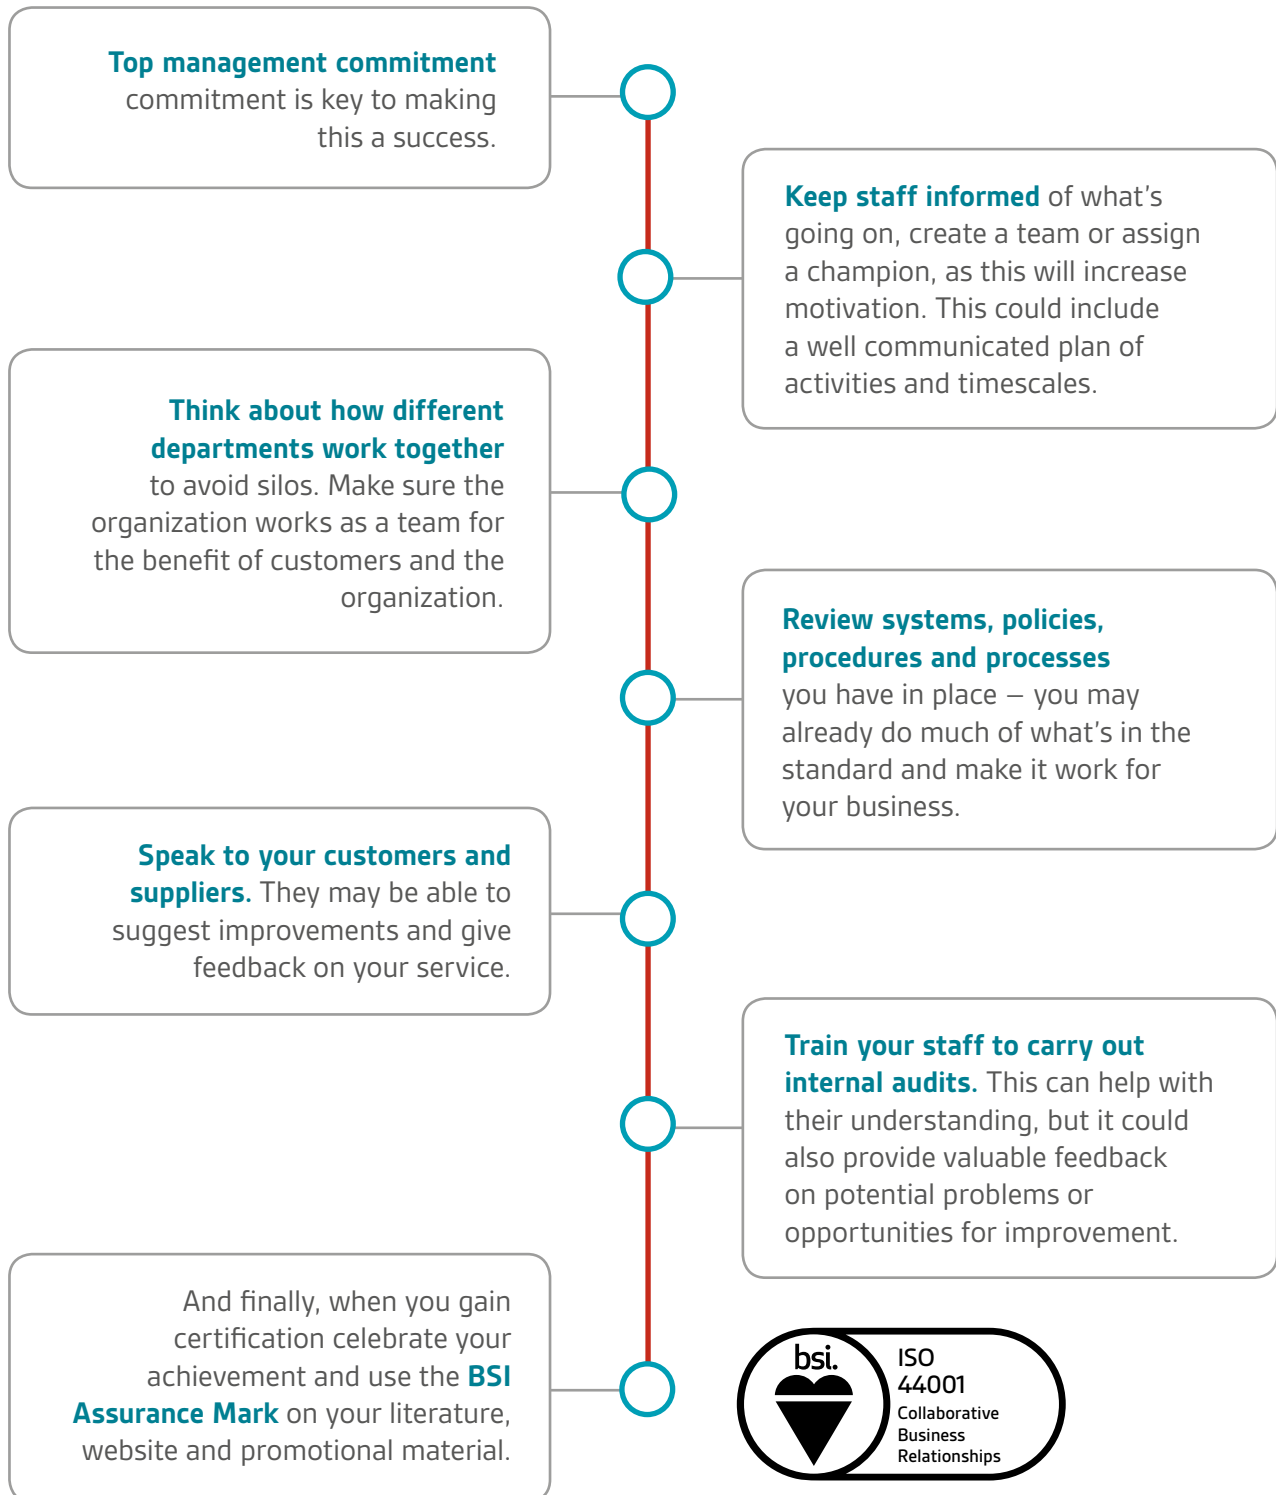 Top management commitment
commitment is key to making
this a success.
Keep staff informed of what's
going on, create a team or assign
a champion, as this will increase
motivation. This could include
a well communicated plan of
activities and timescales.
Think about how different
departments work together
to avoid silos. Make sure the
organization works as a team for
the benefit of customers and the
organization.
Review systems, policies,
procedures and processes
you have in place – you may
already do much of what's in the
standard and make it work for
your business.
Speak to your customers and
suppliers. They may be able to
suggest improvements and give
feedback on your service.
Train your staff to carry out
internal audits. This can help with
their understanding, but it could
also provide valuable feedback
on potential problems or
opportunities for improvement.
And finally, when you gain
certification celebrate your
achievement and use the BSI
Assurance Mark on your literature,
website and promotional material.
bsi.
ISO
44001
Collaborative
Business
Relationships